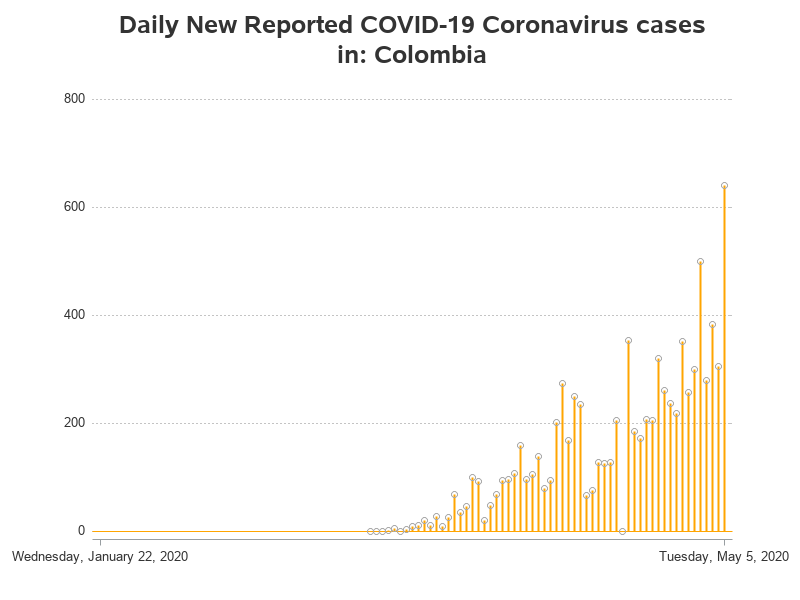 Daily New Reported COVID-19 Coronavirus cases
in: Colombia
800
600
400
200
0
Wednesday, January 22, 2020
Tuesday, May 5, 2020